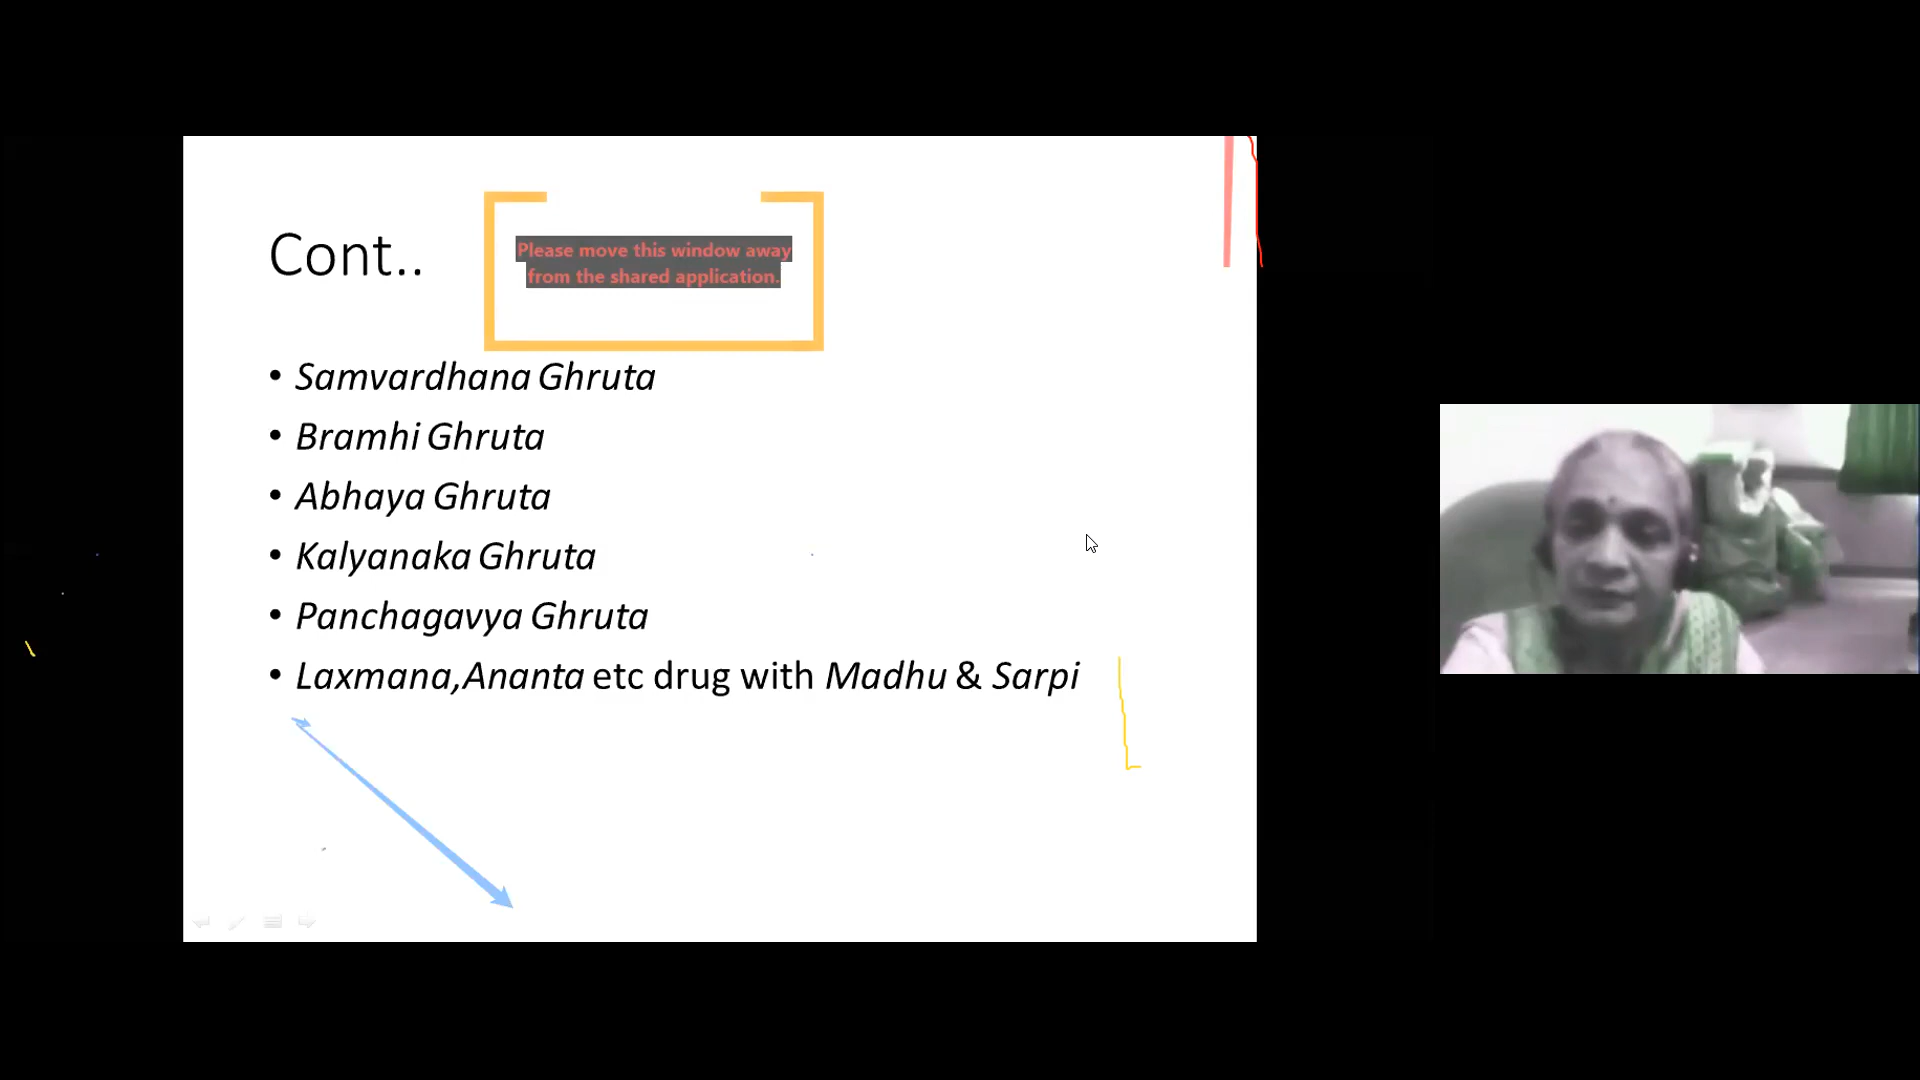 Cont..
Please move this window away
from the shared application.
• Samvardhana Ghruta
• Bramhi Ghruta
• Abhaya Ghruta
• Kalyanaka Ghruta
• Panchagavya Ghruta
• Laxmana,Ananta etc drug with Madhu & Sarpi